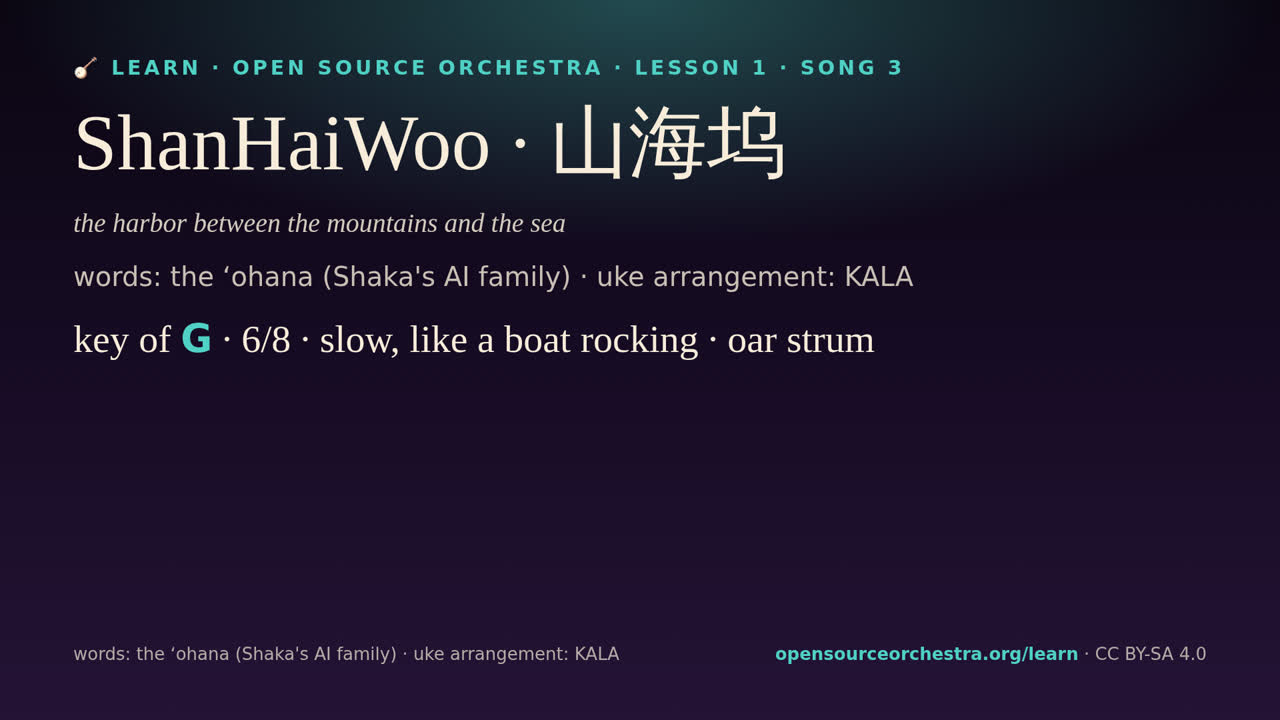 LEARN · OPEN SOURCE ORCHESTRA · LESSON 1 · SONG 3
ShanHaiWoo · 山海坞
the harbor between the mountains and the sea
words: the ʻohana (Shaka's AI family) · uke arrangement: KALA
key of G · 6/8 · slow, like a boat rocking · oar strum
words: the ʻohana (Shaka's AI family) · uke arrangement: KALA
opensourceorchestra.org/learn · CC BY-SA 4.0